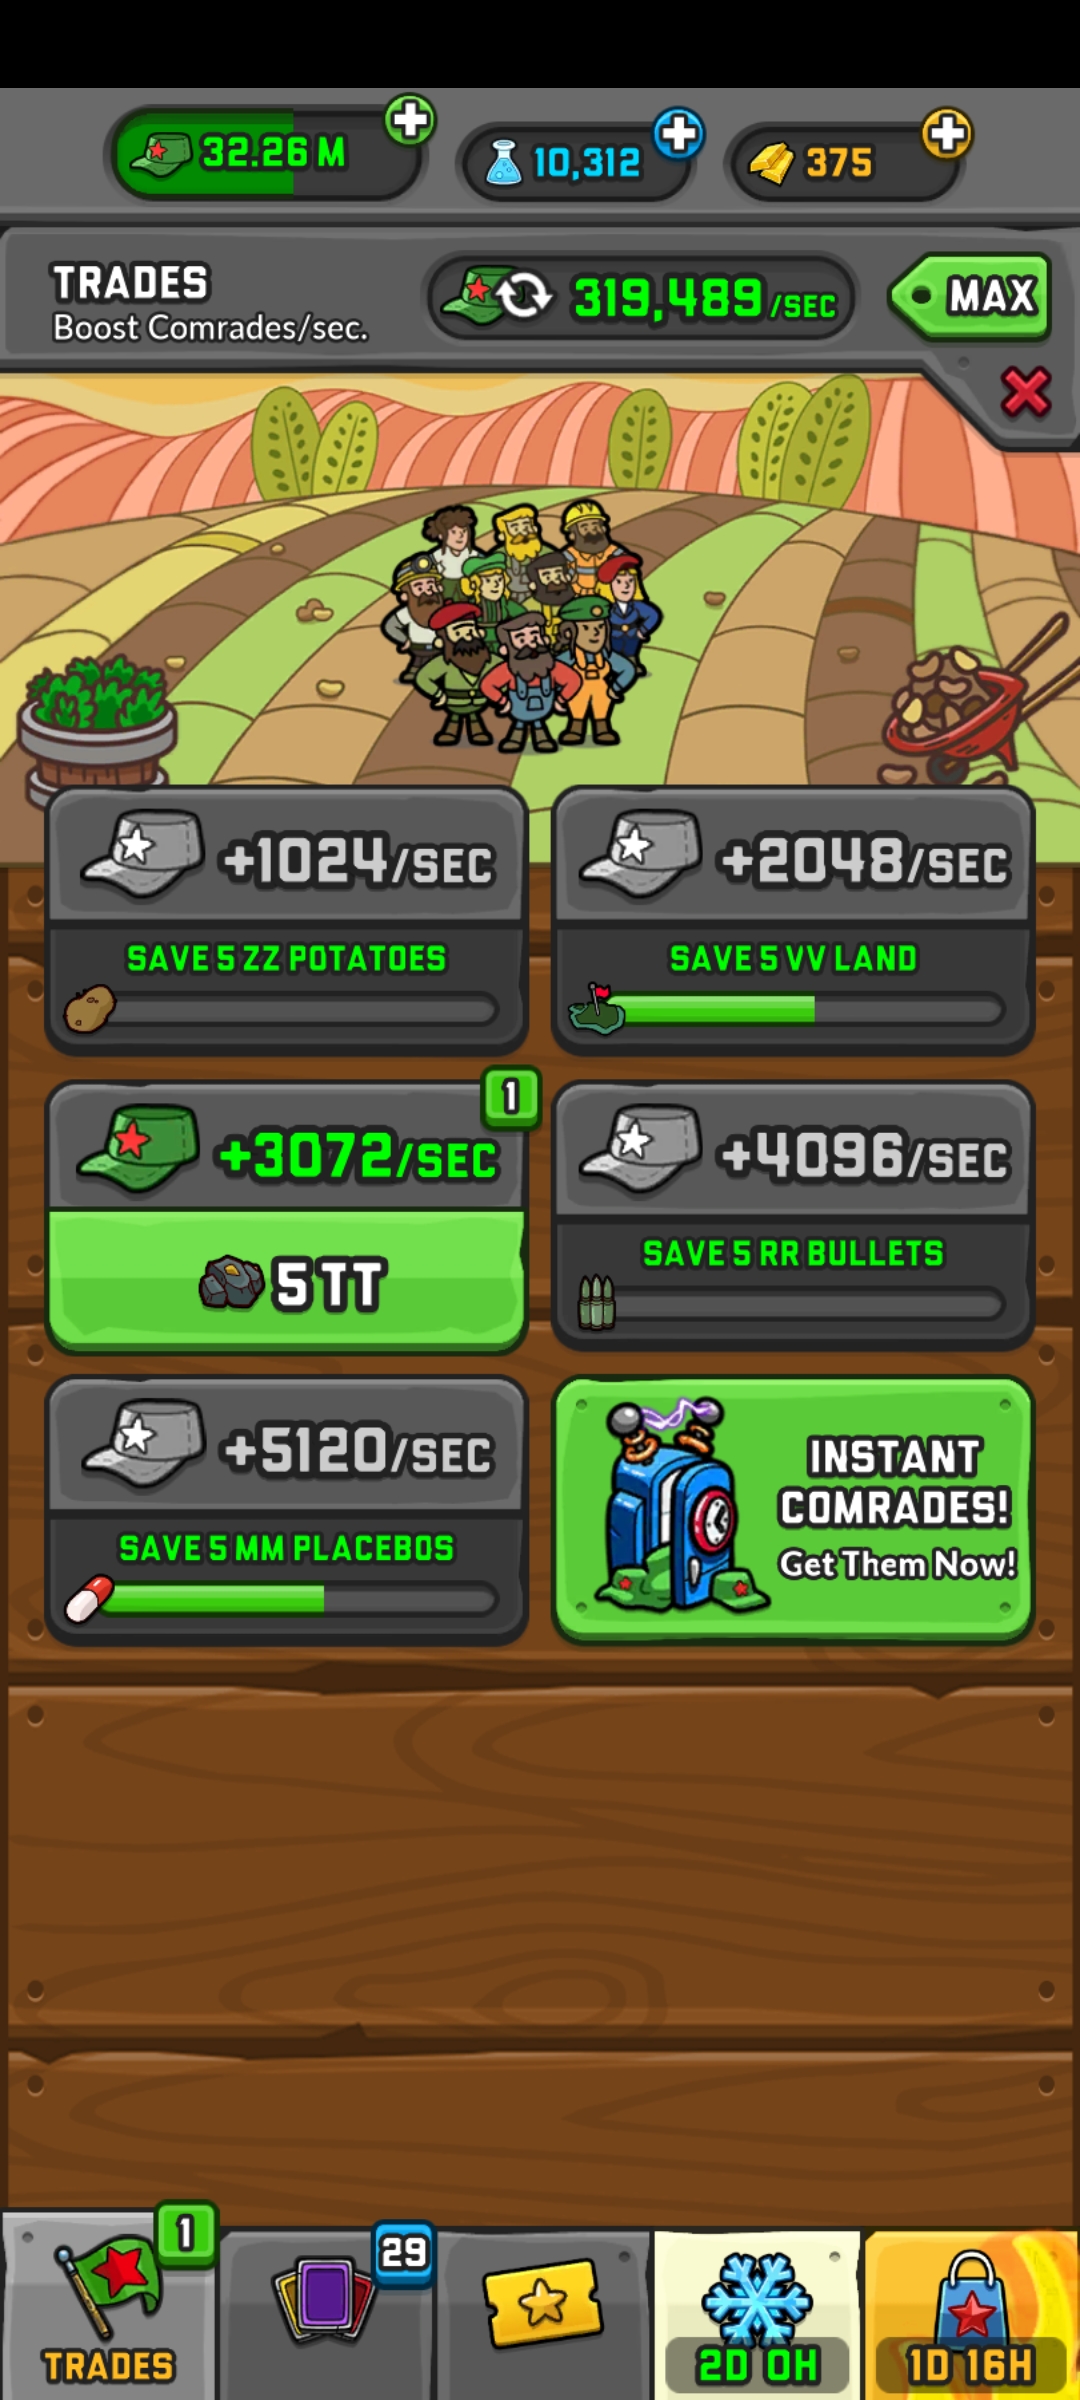 32.26 M
10,312
375
TRADES
Boost Comrades/sec.
319,489/SEC
MAX
+1024/SEC
SAVE 5 ZZ POTATOES
+2048/SEC
SAVE 5 VV LAND
1
+3072/SEC
5 TT
+4096/SEC
SAVE 5 RR BULLETS
+5120/SEC
SAVE 5 MM PLACEBOS
INSTANT
COMRADES!
Get Them Now!
1
TRADES
29
2D 0H
1D 16H